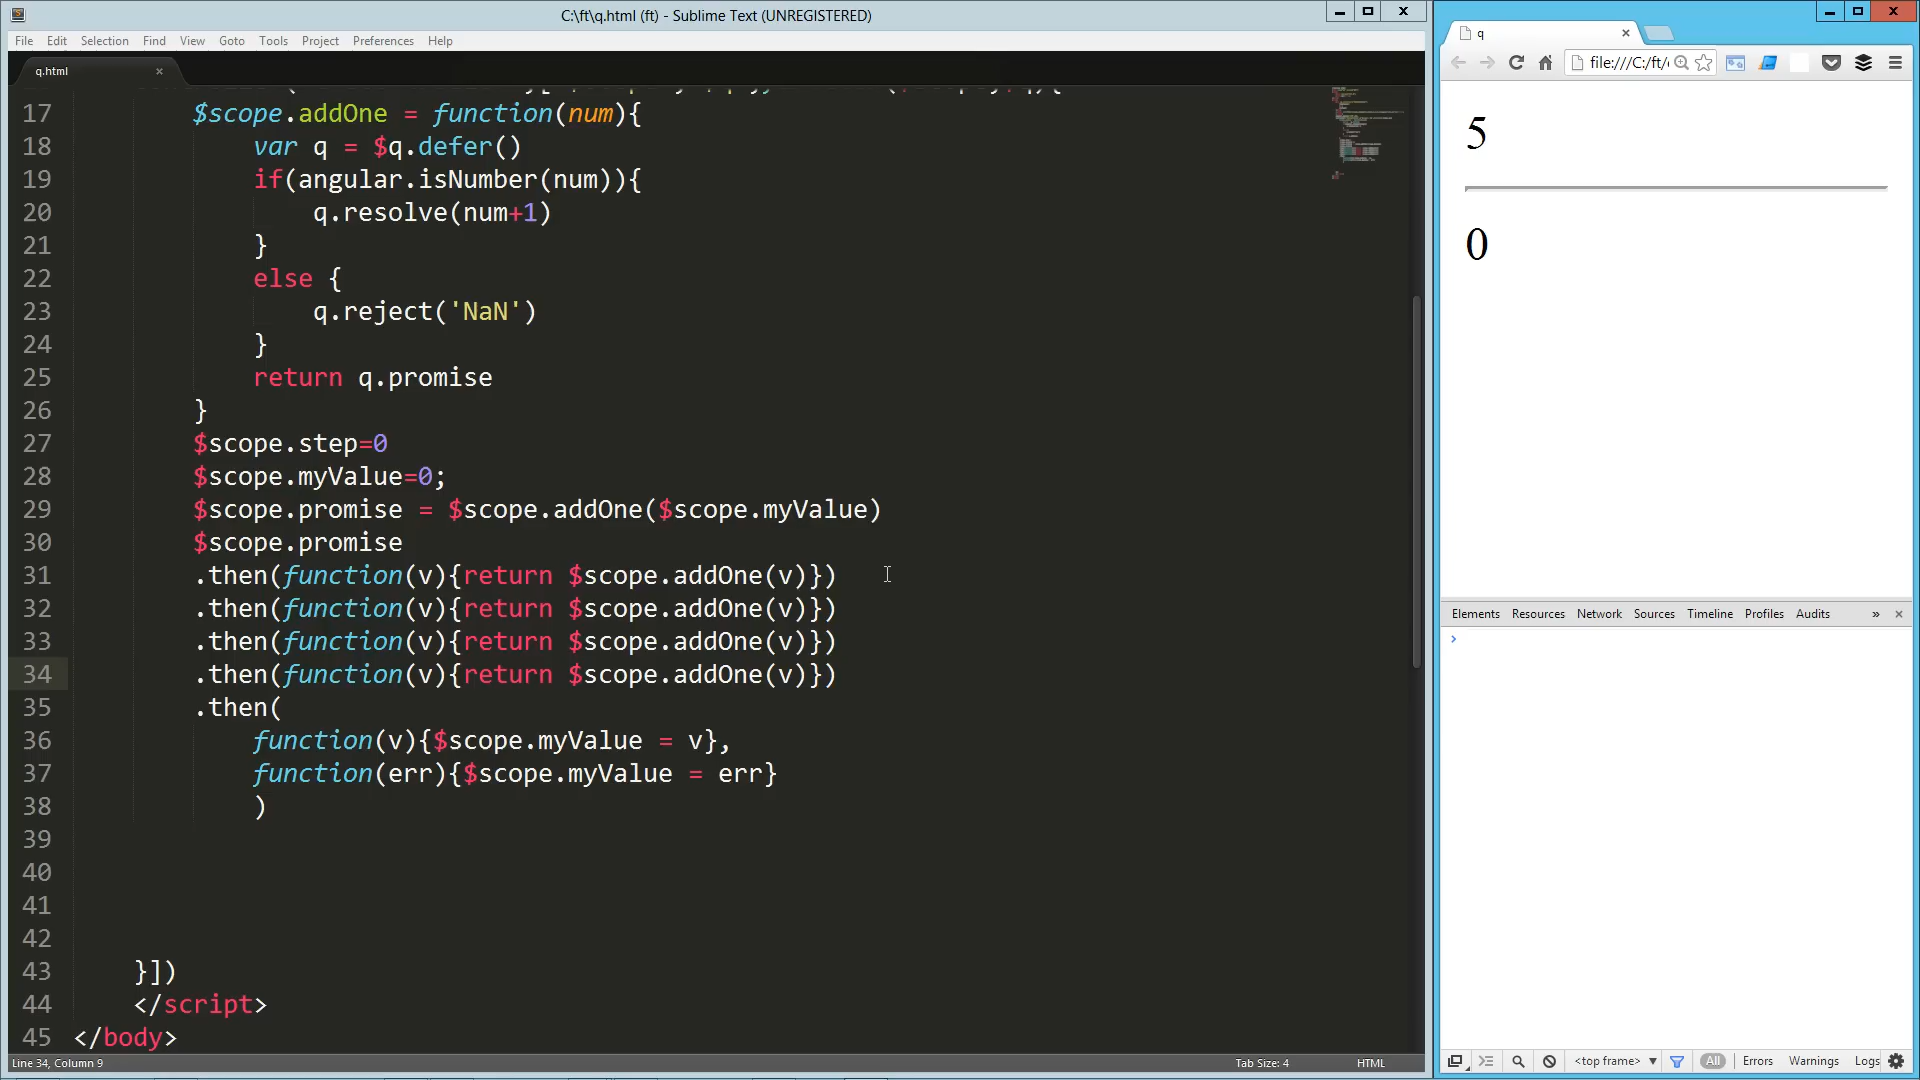 C:\ft\q.html (ft) - Sublime Text (UNREGISTERED)
File Edit Selection Find View Goto Tools Project Preferences Help
q.html
17 $scope.addOne = function(num){
18 var q = $q.defer()
19 if(angular.isNumber(num)){
20 q.resolve(num+1)
21 }
22 else {
23 q.reject('NaN')
24 }
25 return q.promise
26 }
27 $scope.step=0
28 $scope.myValue=0;
29 $scope.promise = $scope.addOne($scope.myValue)
30 $scope.promise
31 .then(function(v){return $scope.addOne(v)})
32 .then(function(v){return $scope.addOne(v)})
33 .then(function(v){return $scope.addOne(v)})
34 .then(function(v){return $scope.addOne(v)})
35 .then(
36 function(v){$scope.myValue = v},
37 function(err){$scope.myValue = err}
38 )
39
40
41
42
43 }])
44 </script>
45 </body>
Line 34, Column 9
Tab Size: 4
HTML
q
file:///C:/ft/
5
0
Elements Resources Network Sources Timeline Profiles Audits »
<top frame>
All Errors Warnings Logs